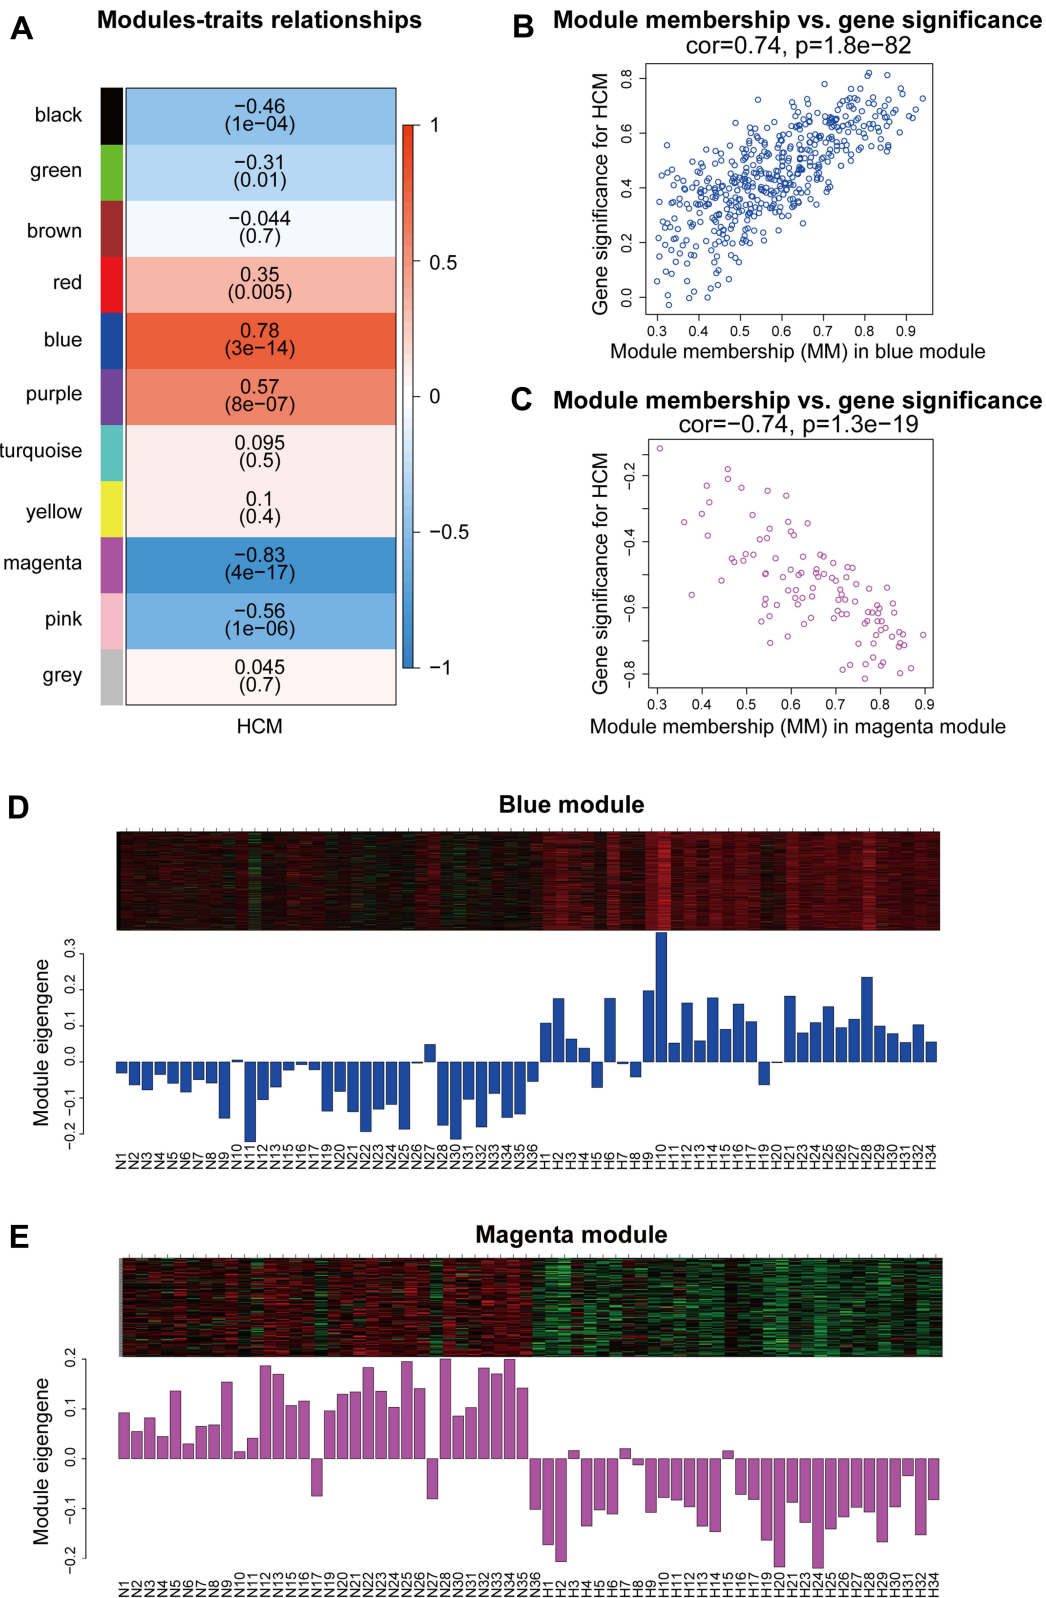 A
Modules-traits relationships
black
−0.46
(1e−04)
green
−0.31
(0.01)
brown
−0.044
(0.7)
red
0.35
(0.005)
blue
0.78
(3e−14)
purple
0.57
(8e−07)
turquoise
0.095
(0.5)
yellow
0.1
(0.4)
magenta
−0.83
(4e−17)
pink
−0.56
(1e−06)
grey
0.045
(0.7)
HCM
1
0.5
0
−0.5
−1
B
Module membership vs. gene significance
cor=0.74, p=1.8e−82
Gene significance for HCM
0.8
0.6
0.4
0.2
0.0
0.3 0.4 0.5 0.6 0.7 0.8 0.9
Module membership (MM) in blue module
C
Module membership vs. gene significance
cor=−0.74, p=1.3e−19
Gene significance for HCM
−0.2
−0.4
−0.6
−0.8
0.3 0.4 0.5 0.6 0.7 0.8 0.9
Module membership (MM) in magenta module
D
Blue module
Module eigengene
0.3
0.2
0.1
0.0
−0.1
−0.2
N1 N2 N3 N4 N5 N6 N7 N8 N9 N10 N11 N12 N13 N15 N16 N17 N19 N20 N21 N22 N23 N24 N25 N26 N27 N28 N30 N31 N32 N33 N34 N35 N36 H1 H2 H3 H4 H5 H6 H7 H8 H9 H10 H11 H12 H13 H14 H15 H16 H17 H19 H20 H21 H23 H24 H25 H26 H27 H28 H29 H30 H31 H32 H34
E
Magenta module
Module eigengene
0.2
0.1
0.0
−0.1
−0.2
N1 N2 N3 N4 N5 N6 N7 N8 N9 N10 N11 N12 N13 N15 N16 N17 N19 N20 N21 N22 N23 N24 N25 N26 N27 N28 N30 N31 N32 N33 N34 N35 N36 H1 H2 H3 H4 H5 H6 H7 H8 H9 H10 H11 H12 H13 H14 H15 H16 H17 H19 H20 H21 H23 H24 H25 H26 H27 H28 H29 H30 H31 H32 H34